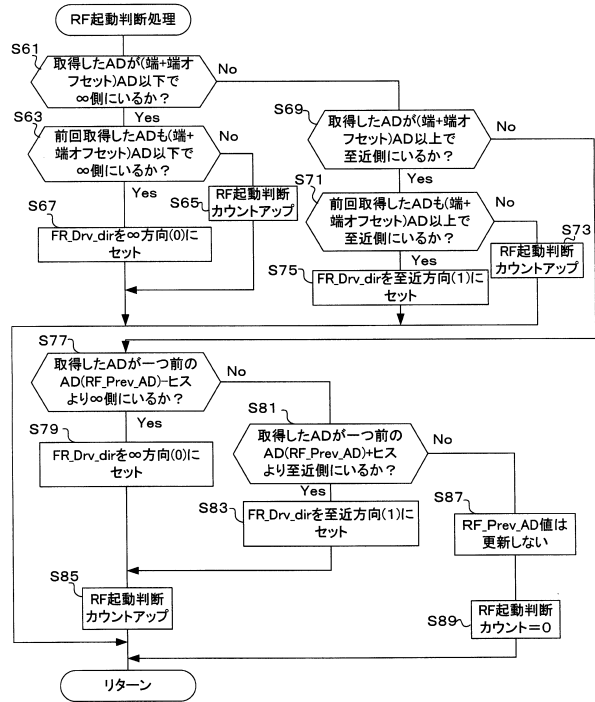 RF起動判断処理
S61
取得したADが(端+端オ
フセット)AD以下で
∞側にいるか?
No
Yes
S63
前回取得したADも(端+
端オフセット)AD以下で
∞側にいるか?
No
Yes
S65
RF起動判断
カウントアップ
S67
FR_Drv_dirを∞方向(0)に
セット
S69
取得したADが(端+端オ
フセット)AD以上で
至近側にいるか?
No
Yes
S71
前回取得したADも(端+
端オフセット)AD以上で
至近側にいるか?
No
Yes
S73
RF起動判断
カウントアップ
S75
FR_Drv_dirを至近方向(1)に
セット
S77
取得したADが一つ前の
AD(RF_Prev_AD)-ヒス
より∞側にいるか?
No
Yes
S79
FR_Drv_dirを∞方向(0)に
セット
S81
取得したADが一つ前の
AD(RF_Prev_AD)+ヒス
より至近側にいるか?
No
Yes
S83
FR_Drv_dirを至近方向(1)に
セット
S85
RF起動判断
カウントアップ
S87
RF_Prev_AD値は
更新しない
S89
RF起動判断
カウント=0
リターン